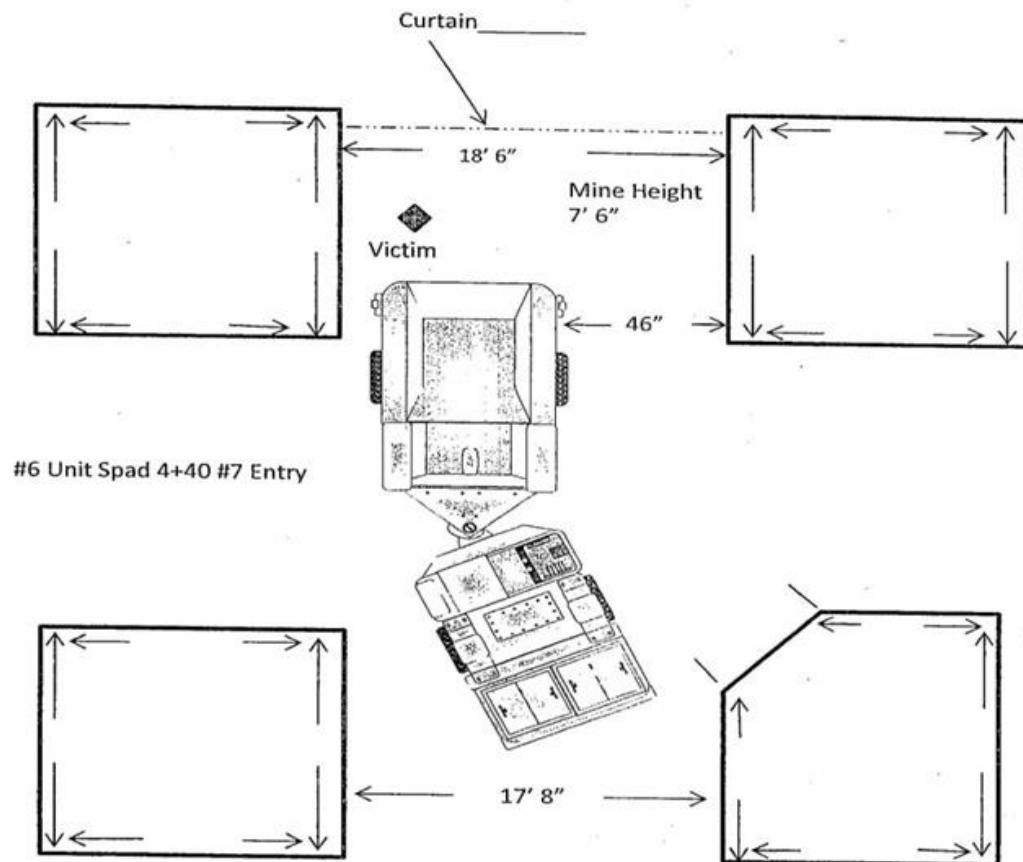 Curtain
18' 6"
Mine Height
7' 6"
Victim
46"
#6 Unit Spad 4+40 #7 Entry
17' 8"